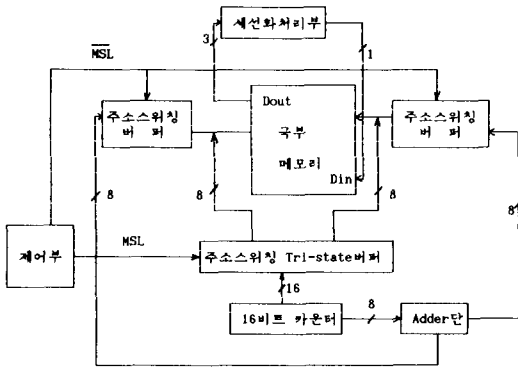 세선화처리부
3
1
MSL
Dout
국부
메모리
Din
주소스위칭
버 퍼
주소스위칭
버 퍼
8
8
8
8
제어부
MSL
주소스위칭 Tri-state버퍼
16
16비트 카운터
8
Adder단